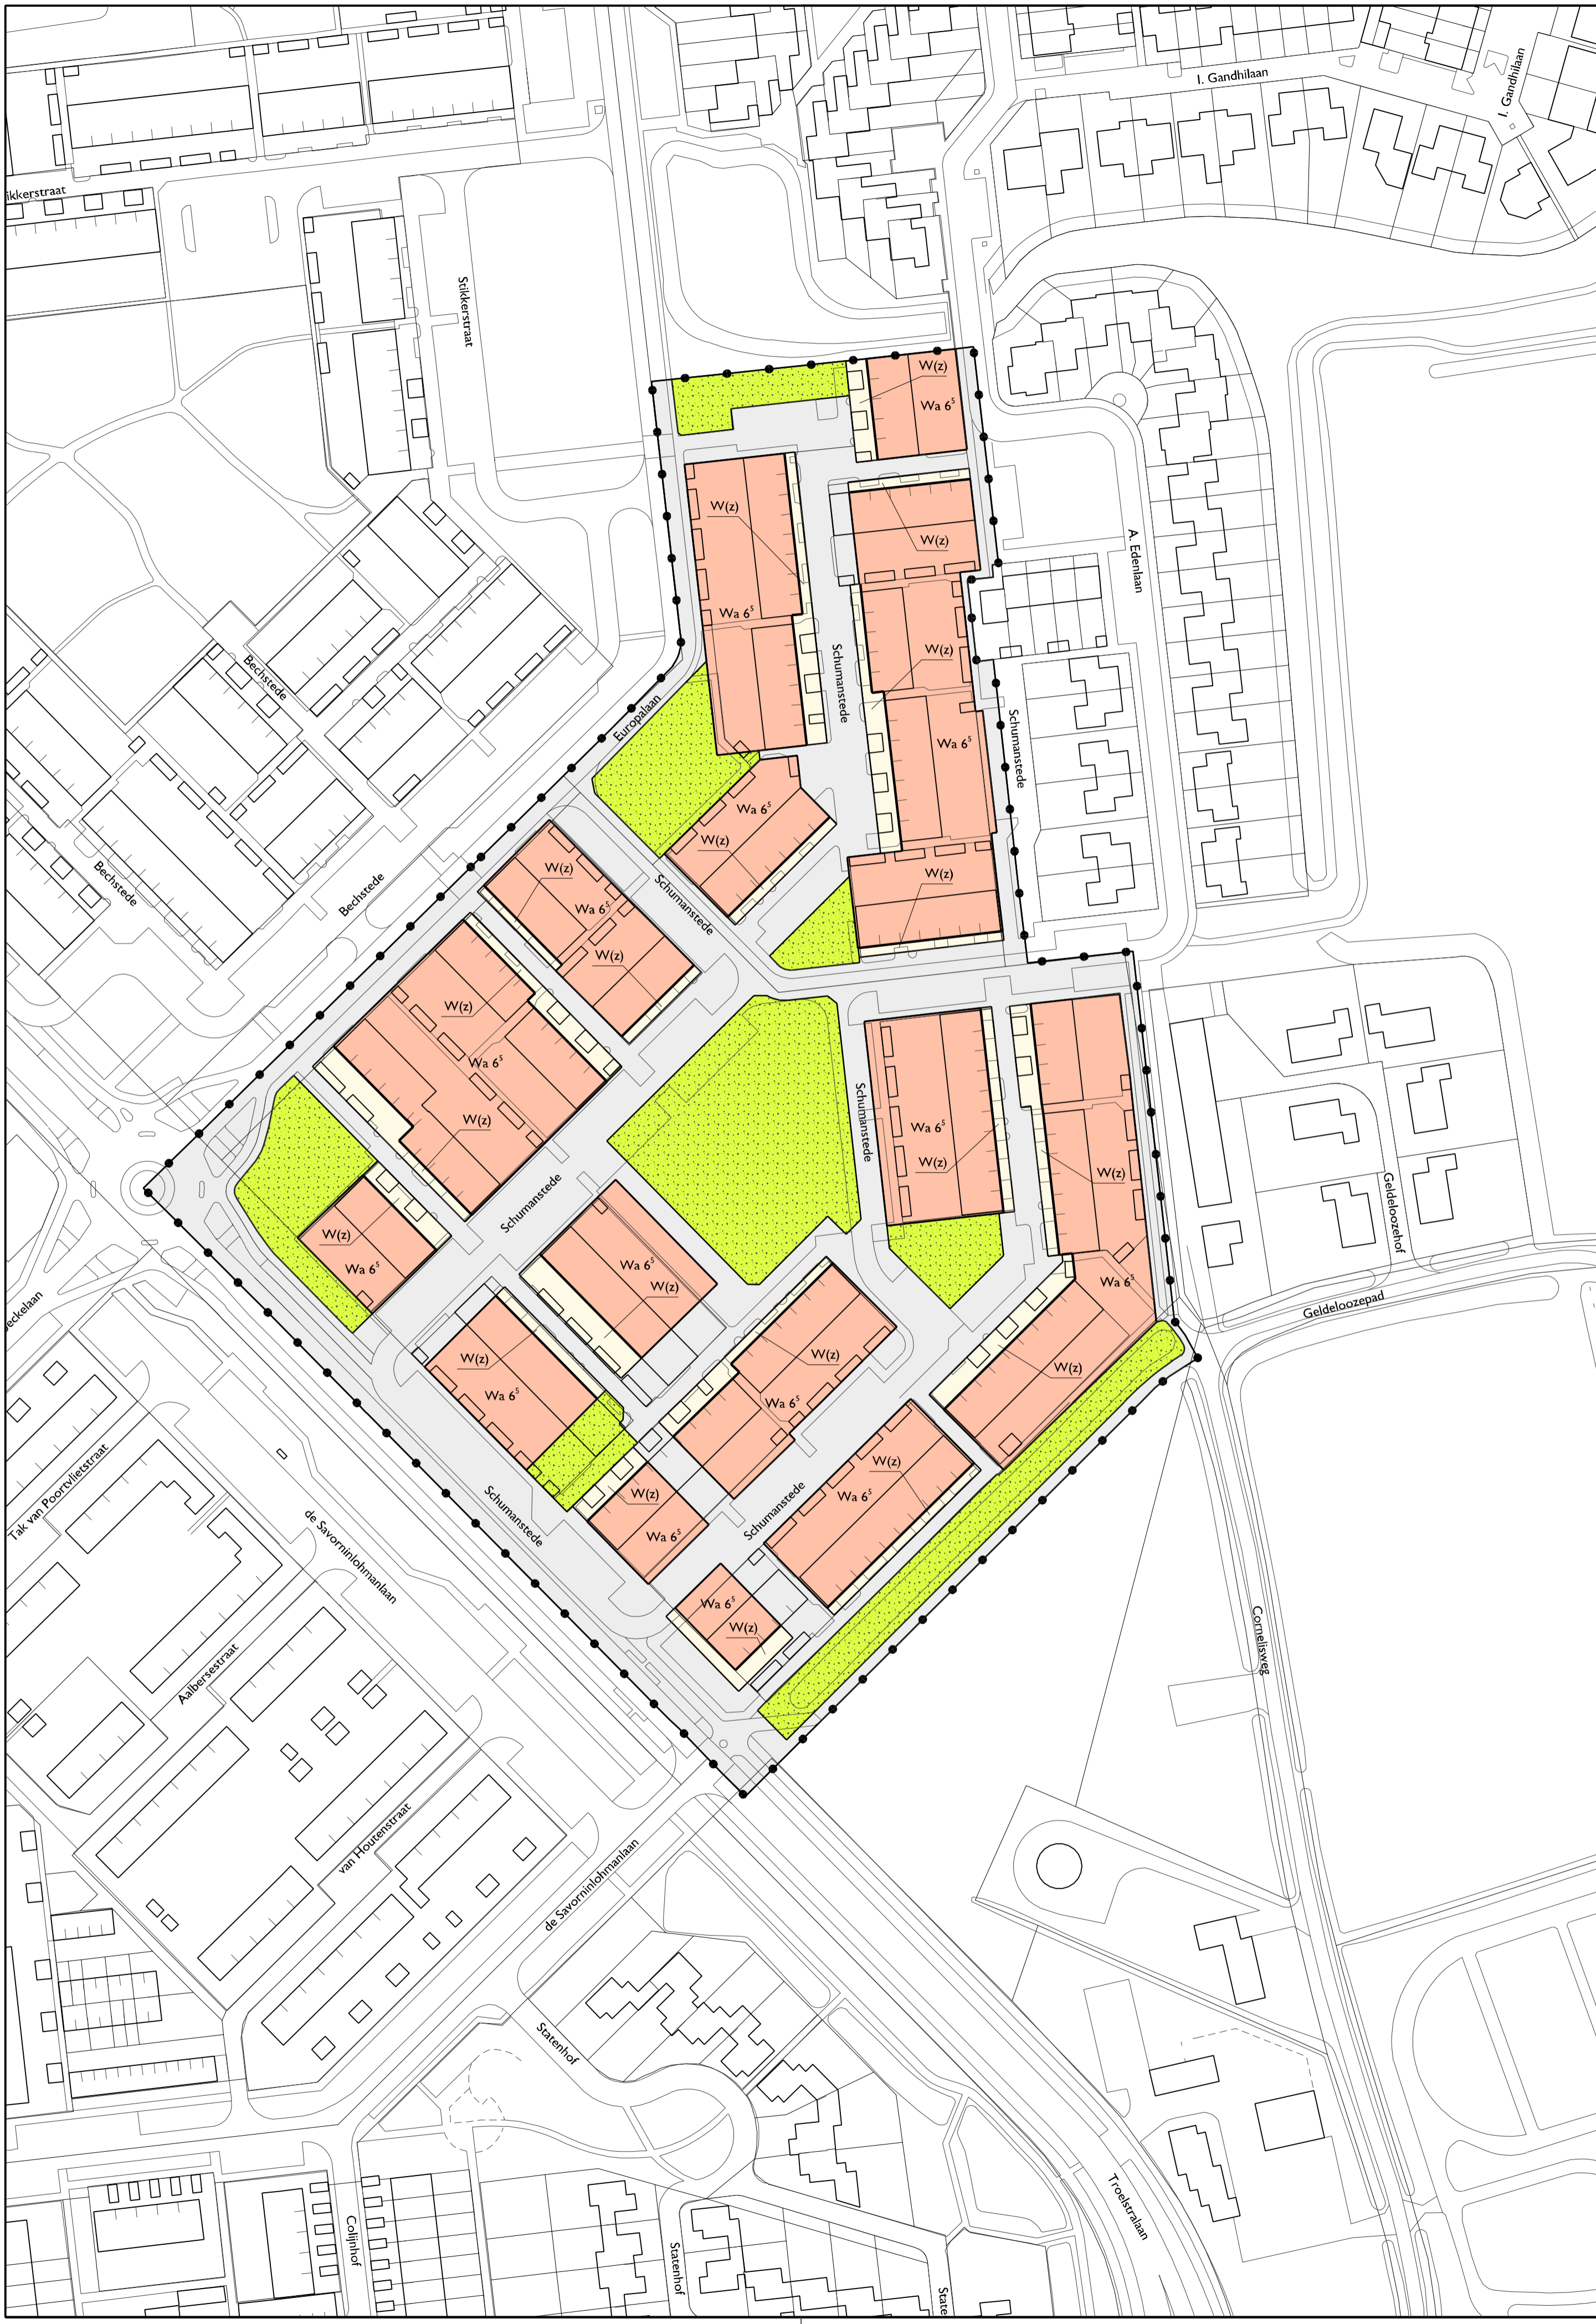 I. Gandhilaan
I. Gandhilaan
ikkerstraat
Stikkerstraat
W(z)
Wa 6⁵
W(z)
W(z)
A. Edenlaan
Wa 6⁵
W(z)
Schumanstede
Bechstede
Europalaan
Schumanstede
Wa 6⁵
Wa 6⁵
W(z)
W(z)
W(z)
Bechstede
Bechstede
Schumanstede
Wa 6⁵
W(z)
W(z)
Wa 6⁵
Schumanstede
W(z)
Wa 6⁵
W(z)
W(z)
Schumanstede
Geldeloozehof
W(z)
Wa 6⁵
Wa 6⁵
W(z)
Wa 6⁵
Geldeloozepad
eckelaan
W(z)
Wa 6⁵
W(z)
W(z)
Wa 6⁵
W(z)
Wa 6⁵
Tak van Poortvlietstraat
Schumanstede
W(z)
Wa 6⁵
Schumanstede
de Savorninlohmanlaan
Wa 6⁵
W(z)
Aalbersestraat
Cornelisweg
van Houtenstraat
de Savorninlohmanlaan
Statenhof
Troelstralaan
Colijnhof
Statenhof
State